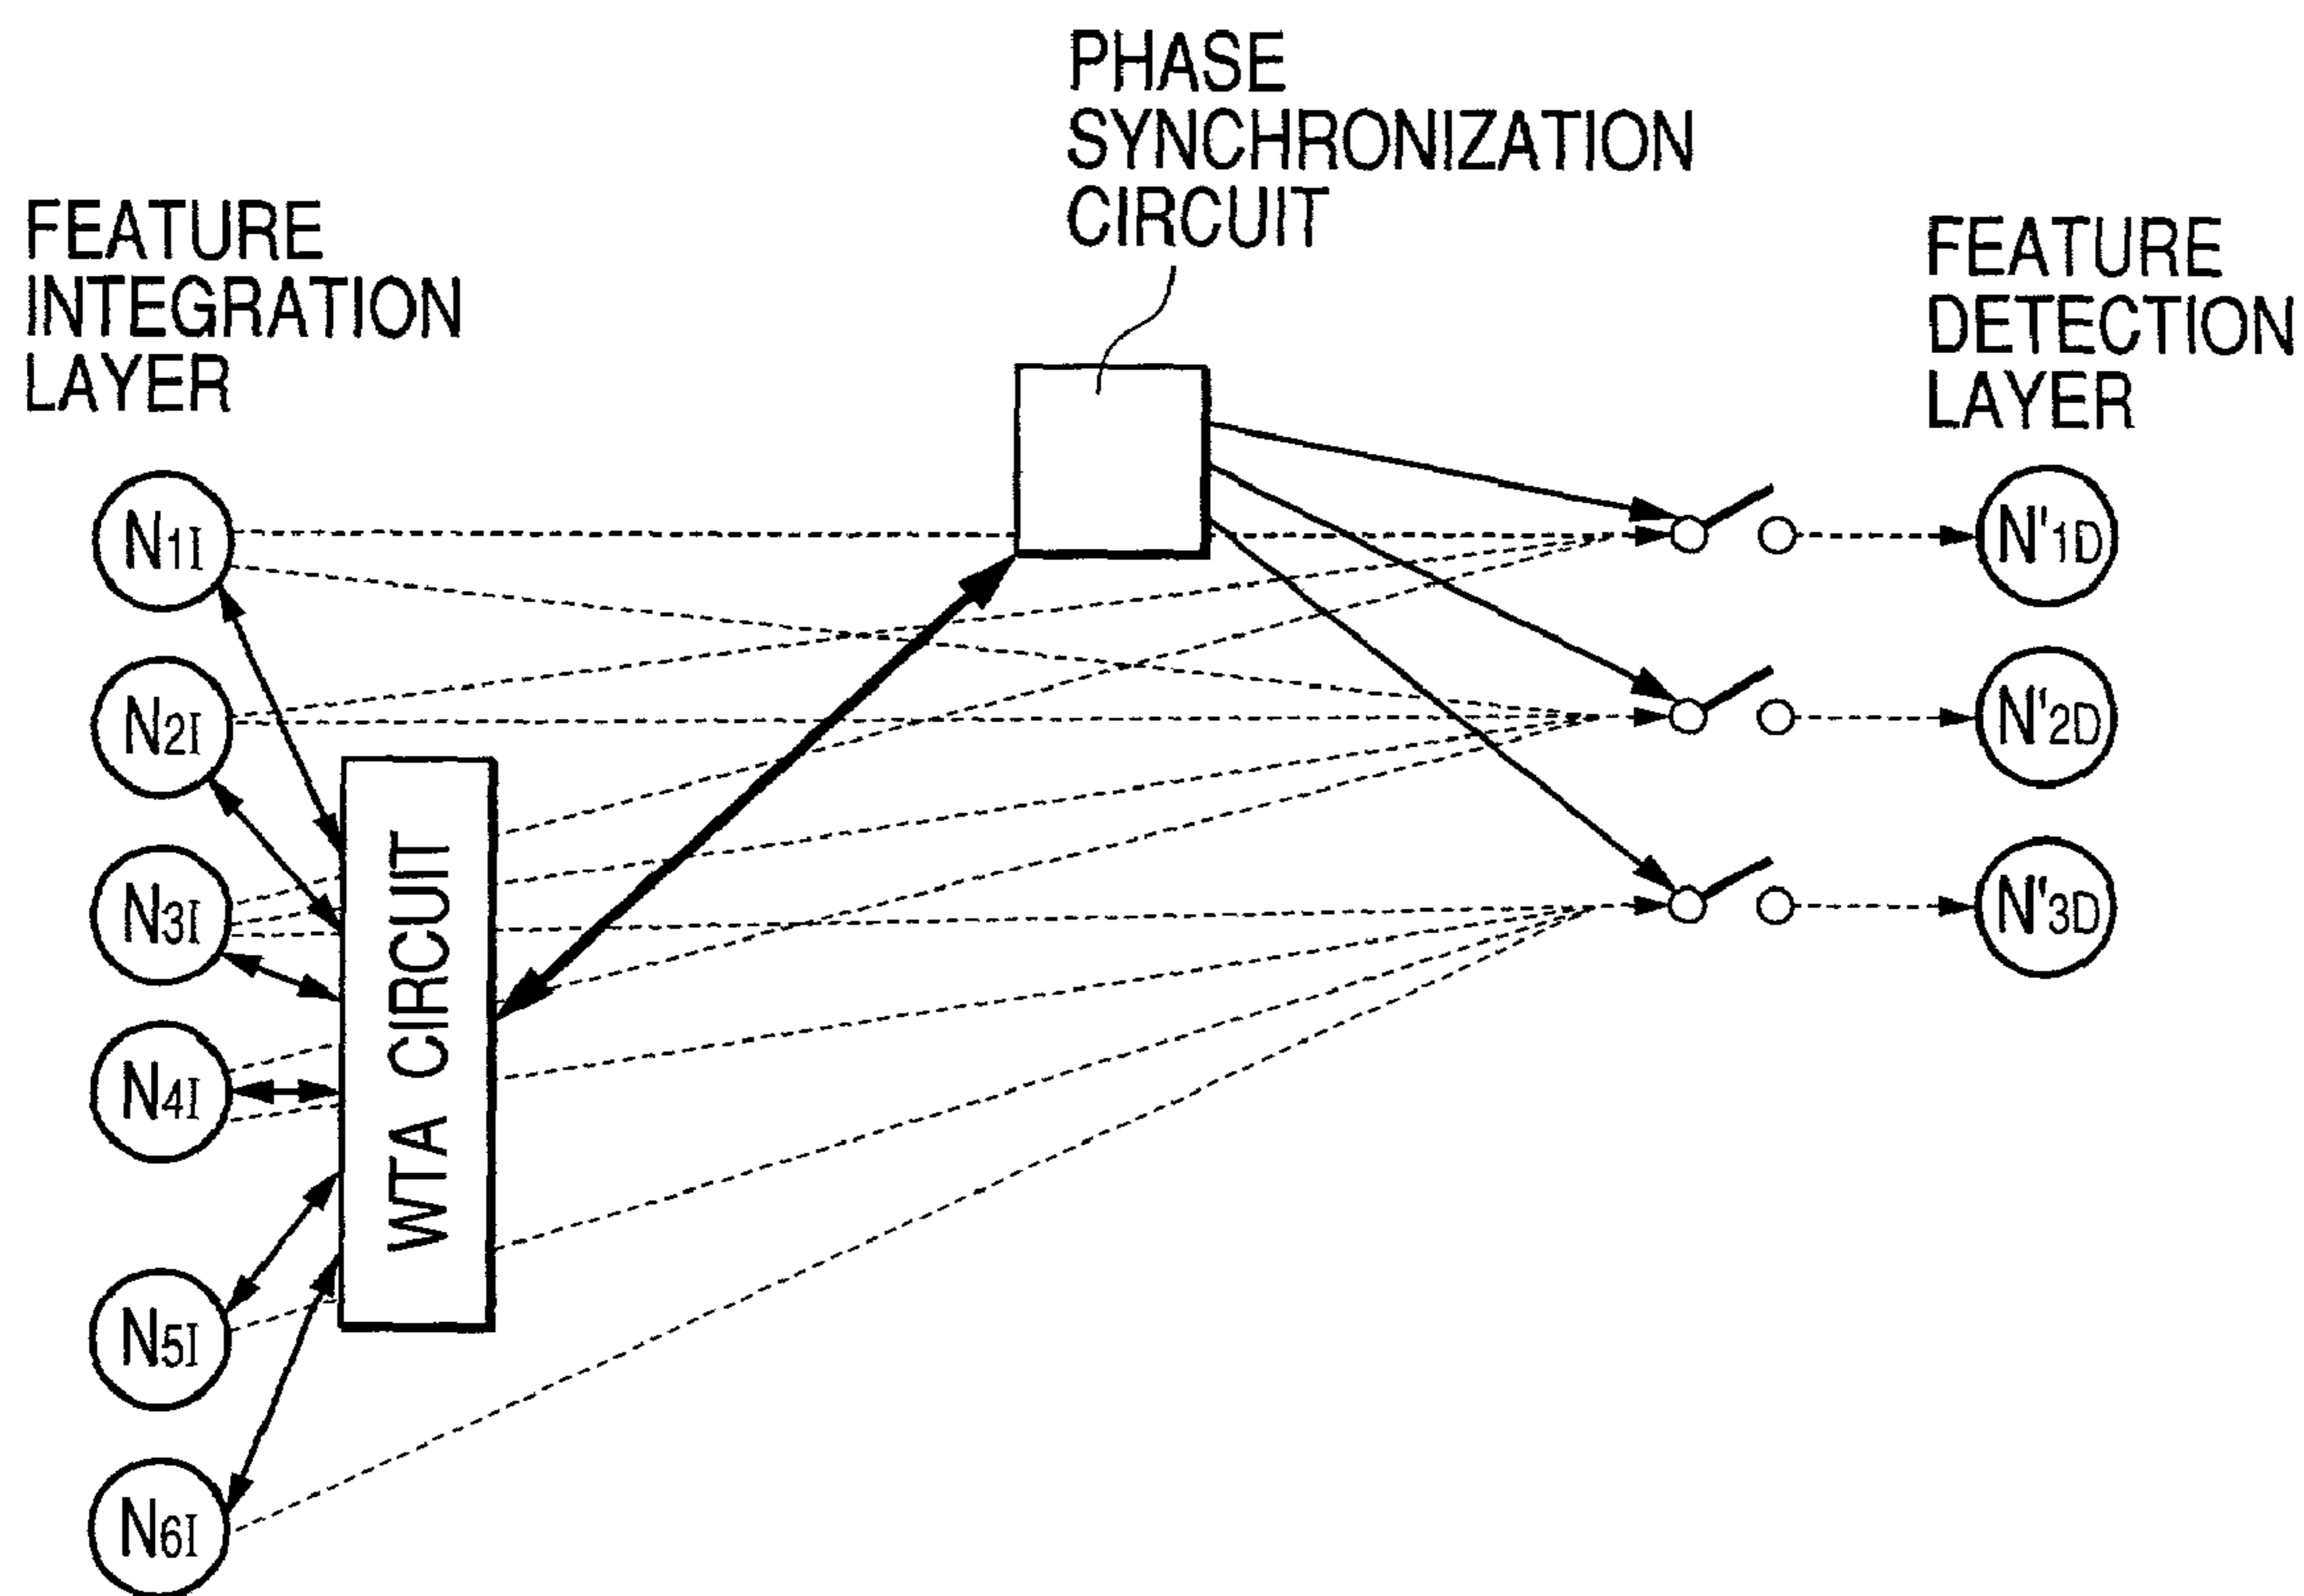 PHASE
SYNCHRONIZATION
CIRCUIT
FEATURE
INTEGRATION
LAYER
FEATURE
DETECTION
LAYER
N1I
N'1D
N2I
N'2D
WTA CIRCUIT
N3I
N'3D
N4I
N5I
N6I